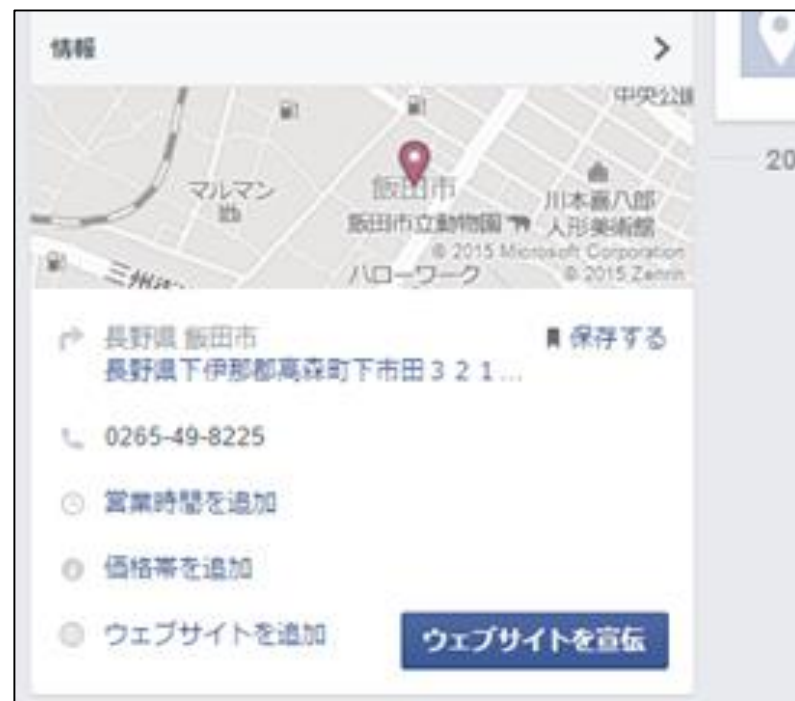 情報
中央公園
20
マルマン
飯田市
川本喜八郎
人形美術館
飯田市立動物園
© 2015 Microsoft Corporation
© 2015 Zenrin
ハローワーク
三州
長野県 飯田市
保存する
長野県下伊那郡高森町下市田321...
0265-49-8225
営業時間を追加
価格帯を追加
ウェブサイトを追加
ウェブサイトを宣伝